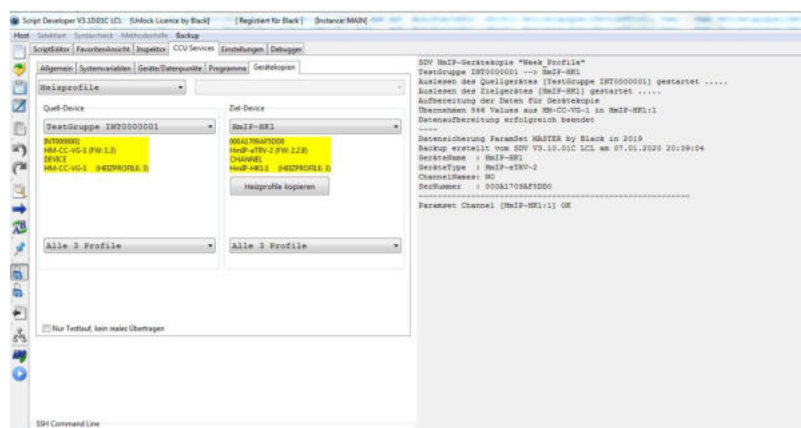 Script Developer V3.10.01C LCL [Unlock Licence by Black] [Registiert für Black] [Instance: MAIN]
Host Selektiert Syntaxcheck Methodenhilfe Backup
ScriptEditor FavoritenAnsicht Inspektor CCU Services Einstellungen Debugger
Allgemein Systemvariablen Geräte/Datenpunkte Programme Gerätekopien
Heizprofile
Quell-Device
TestGruppe INT0000001
INT0000001
HM-CC-VG-1 (FW: 1.3)
DEVICE
HM-CC-VG-1 (HEIZPROFILE: 3)
Alle 3 Profile
Ziel-Device
HmIP-HK1
000A1709AF5DD0
HmIP-eTRV-2 (FW: 2.2.8)
CHANNEL
HmIP-HK1:1 (HEIZPROFILE: 3)
Heizprofile kopieren
Alle 3 Profile
Nur Testlauf, kein reales Übertragen
SSH Command Line
SDV HmIP-Gerätekopie "Week_Profile"
TestGruppe INT0000001 --> HmIP-HK1
Auslesen des Quellgerätes [TestGruppe INT0000001] gestartet .....
Auslesen des Zielgerätes [HmIP-HK1] gestartet .....
Aufbereitung der Daten für Gerätekopie
Übernehmen 546 Values aus HM-CC-VG-1 in HmIP-HK1:1
Datenaufbereitung erfolgreich beendet
----
Datensicherung ParamSet MASTER by Black in 2019
Backup erstellt vom SDV V3.10.01C LCL am 07.01.2020 20:39:04
GeräteName : HmIP-HK1
GeräteType : HmIP-eTRV-2
ChannelNames: NO
SerNummer : 000A1709AF5DD0
----------------------------------------------------------------
Paramset Channel [HmIP-HK1:1] OK